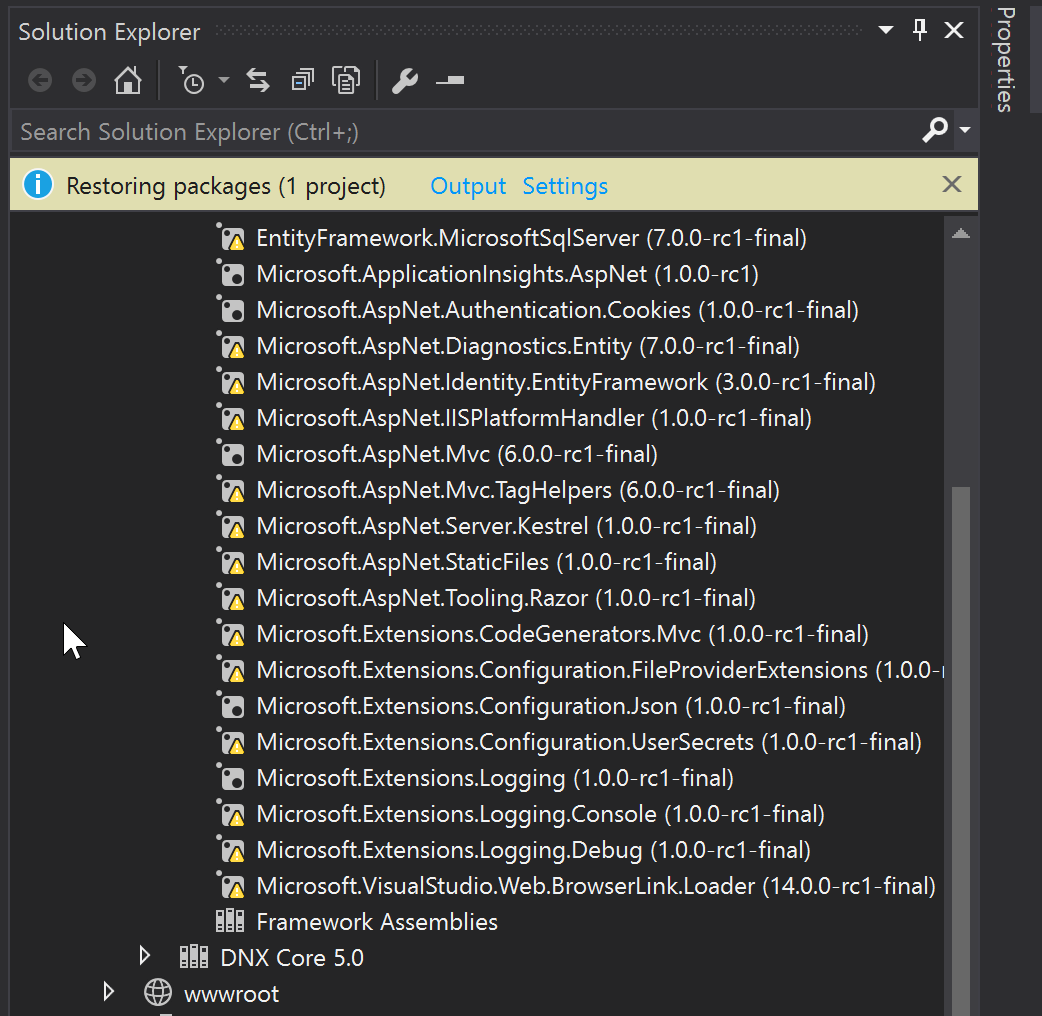 Solution Explorer
Properties
Search Solution Explorer (Ctrl+;)
Restoring packages (1 project) Output Settings
EntityFramework.MicrosoftSqlServer (7.0.0-rc1-final)
Microsoft.ApplicationInsights.AspNet (1.0.0-rc1)
Microsoft.AspNet.Authentication.Cookies (1.0.0-rc1-final)
Microsoft.AspNet.Diagnostics.Entity (7.0.0-rc1-final)
Microsoft.AspNet.Identity.EntityFramework (3.0.0-rc1-final)
Microsoft.AspNet.IISPlatformHandler (1.0.0-rc1-final)
Microsoft.AspNet.Mvc (6.0.0-rc1-final)
Microsoft.AspNet.Mvc.TagHelpers (6.0.0-rc1-final)
Microsoft.AspNet.Server.Kestrel (1.0.0-rc1-final)
Microsoft.AspNet.StaticFiles (1.0.0-rc1-final)
Microsoft.AspNet.Tooling.Razor (1.0.0-rc1-final)
Microsoft.Extensions.CodeGenerators.Mvc (1.0.0-rc1-final)
Microsoft.Extensions.Configuration.FileProviderExtensions (1.0.0-r
Microsoft.Extensions.Configuration.Json (1.0.0-rc1-final)
Microsoft.Extensions.Configuration.UserSecrets (1.0.0-rc1-final)
Microsoft.Extensions.Logging (1.0.0-rc1-final)
Microsoft.Extensions.Logging.Console (1.0.0-rc1-final)
Microsoft.Extensions.Logging.Debug (1.0.0-rc1-final)
Microsoft.VisualStudio.Web.BrowserLink.Loader (14.0.0-rc1-final)
Framework Assemblies
DNX Core 5.0
wwwroot